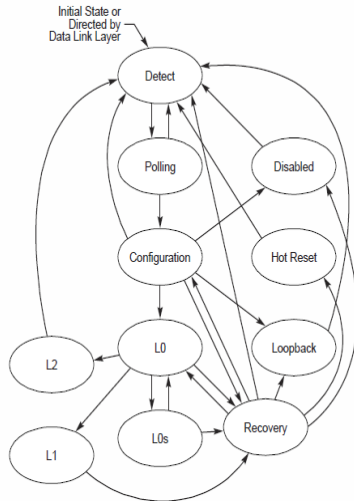 Initial State or
Directed by
Data Link Layer
Detect
Polling
Disabled
Configuration
Hot Reset
L0
Loopback
L2
L0s
Recovery
L1